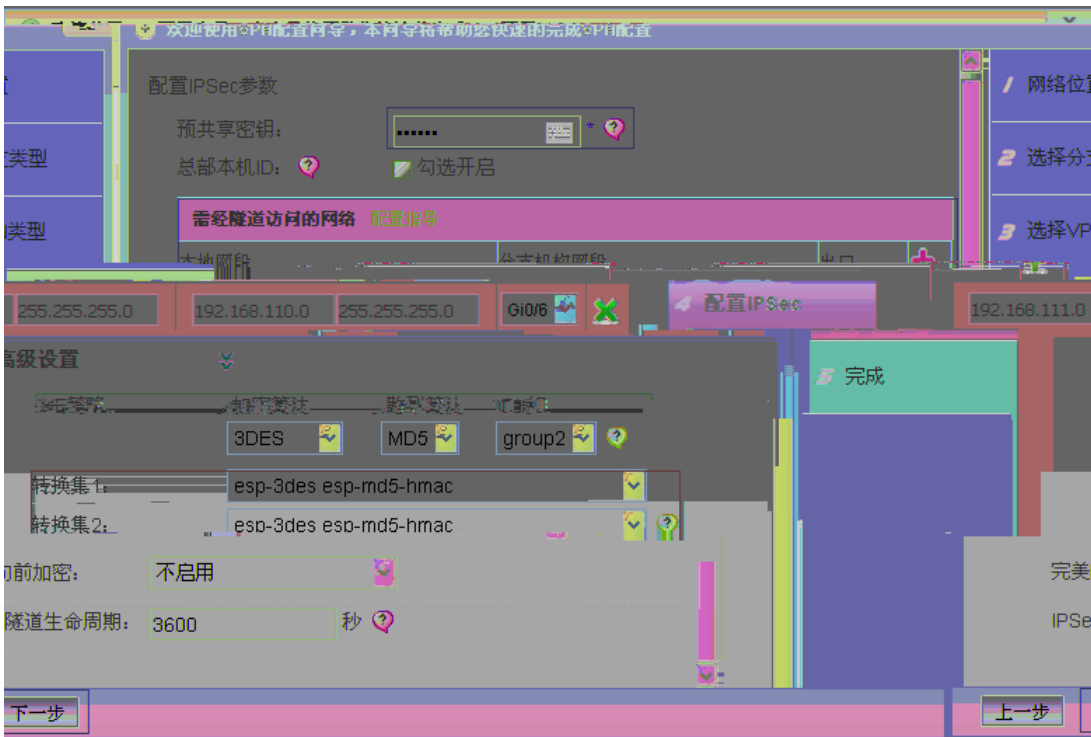 欢迎使用VPN配置向导，本向导将帮助您快速的完成VPN配置
配置IPSec参数
1 网络位置
预共享密钥： •••••• *
类型
2 选择分支
总部本机ID： 勾选开启
需经隧道访问的网络 配置指导
类型
3 选择VP
本地网段 分支机构网段 出口
255.255.255.0 192.168.110.0 255.255.255.0 Gi0/6
4 配置IPSec
192.168.111.0
高级设置
5 完成
3DES MD5 group2
转换集1： esp-3des esp-md5-hmac
转换集2： esp-3des esp-md5-hmac
向前加密： 不启用
完美
隧道生命周期： 3600 秒
IPSe
下一步
上一步